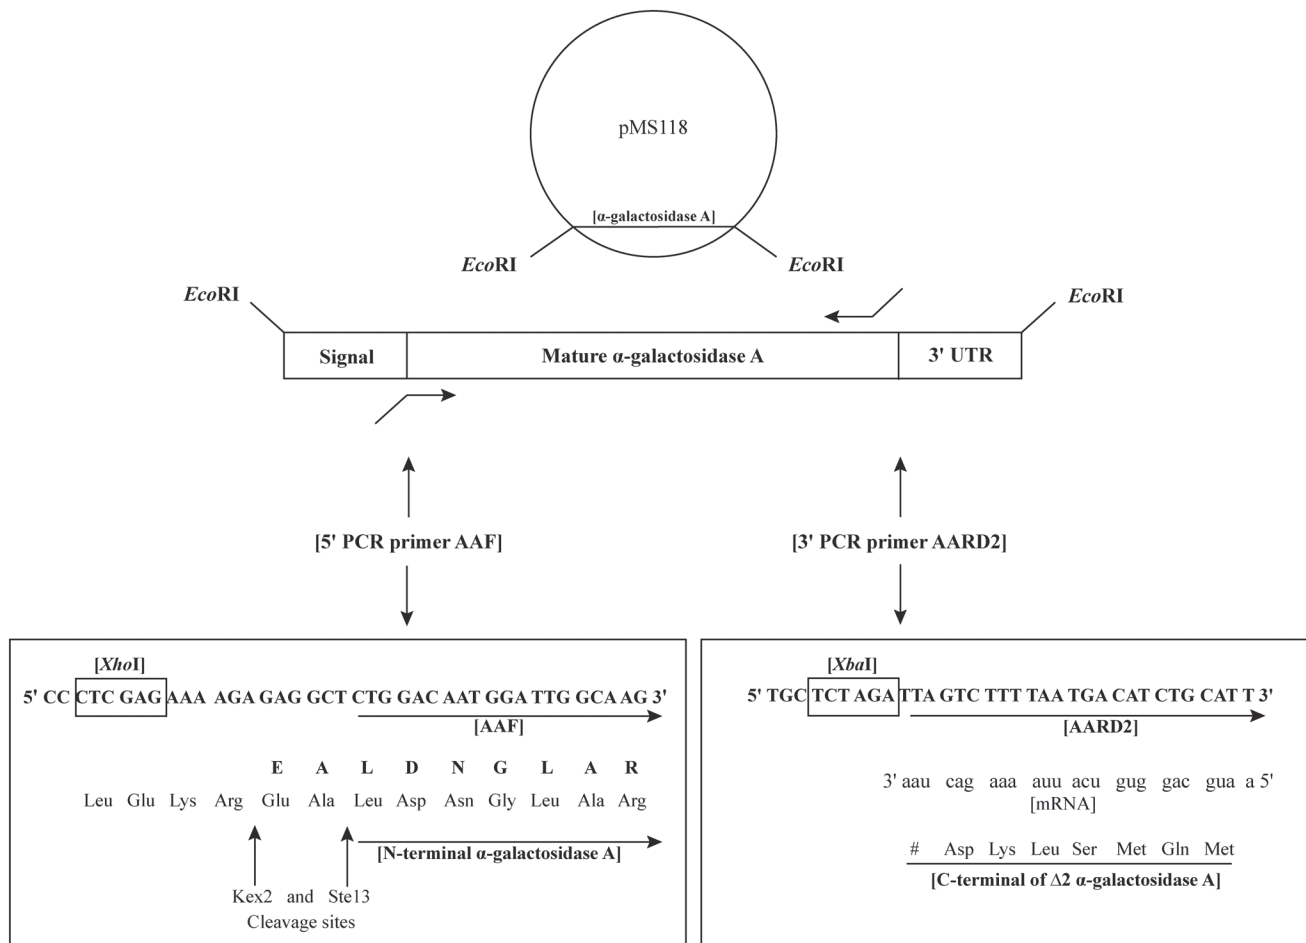 pMS118
[α-galactosidase A]
EcoRI EcoRI
EcoRI EcoRI
Signal Mature α-galactosidase A 3' UTR
[5' PCR primer AAF] [3' PCR primer AARD2]
[XhoI]
5' CC CTC GAG AAA AGA GAG GCT CTG GAC AAT GGA TTG GCA AG 3'
[AAF]
E A L D N G L A R
Leu Glu Lys Arg Glu Ala Leu Asp Asn Gly Leu Ala Arg
[N-terminal α-galactosidase A]
Kex2 and Ste13
Cleavage sites
[XbaI]
5' TGC TCT AGA TTA GTC TTT TAA TGA CAT CTG CAT T 3'
[AARD2]
3' aau cag aaa auu acu gug gac gua a 5'
[mRNA]
# Asp Lys Leu Ser Met Gln Met
[C-terminal of Δ2 α-galactosidase A]